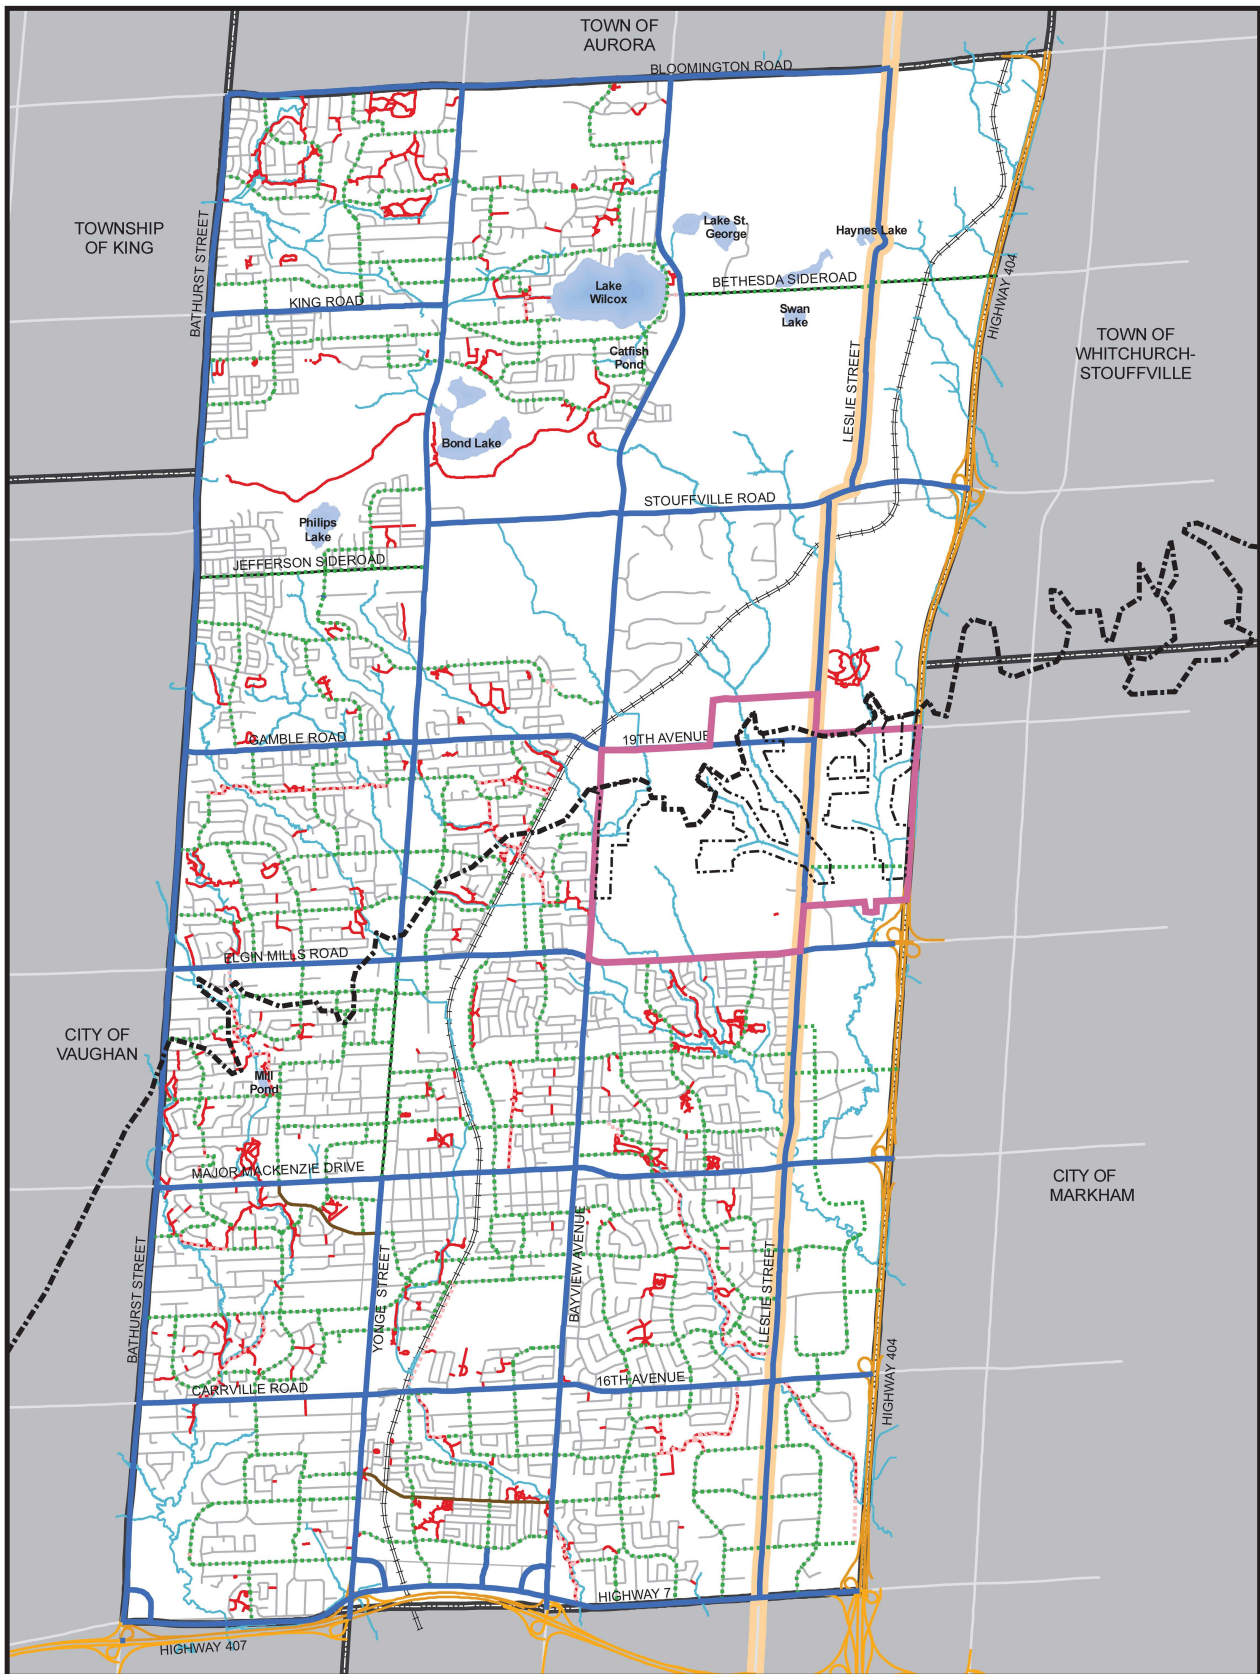 TOWN OF
AURORA
BLOOMINGTON ROAD
TOWNSHIP
OF KING
BATHURST STREET
Lake St.
George
Haynes Lake
BETHESDA SIDEROAD
HIGHWAY 404
Lake
Wilcox
KING ROAD
Swan
Lake
TOWN OF
WHITCHURCH-
STOUFFVILLE
Catfish
Pond
LESLIE STREET
Bond Lake
STOUFFVILLE ROAD
Philips
Lake
JEFFERSON SIDEROAD
GAMBLE ROAD
19TH AVENUE
ELGIN MILLS ROAD
CITY OF
VAUGHAN
Mill
Pond
MAJOR MACKENZIE DRIVE
CITY OF
MARKHAM
BATHURST STREET
YONGE STREET
BAYVIEW AVENUE
LESLIE STREET
HIGHWAY 404
CARRVILLE ROAD
16TH AVENUE
HIGHWAY 7
HIGHWAY 407